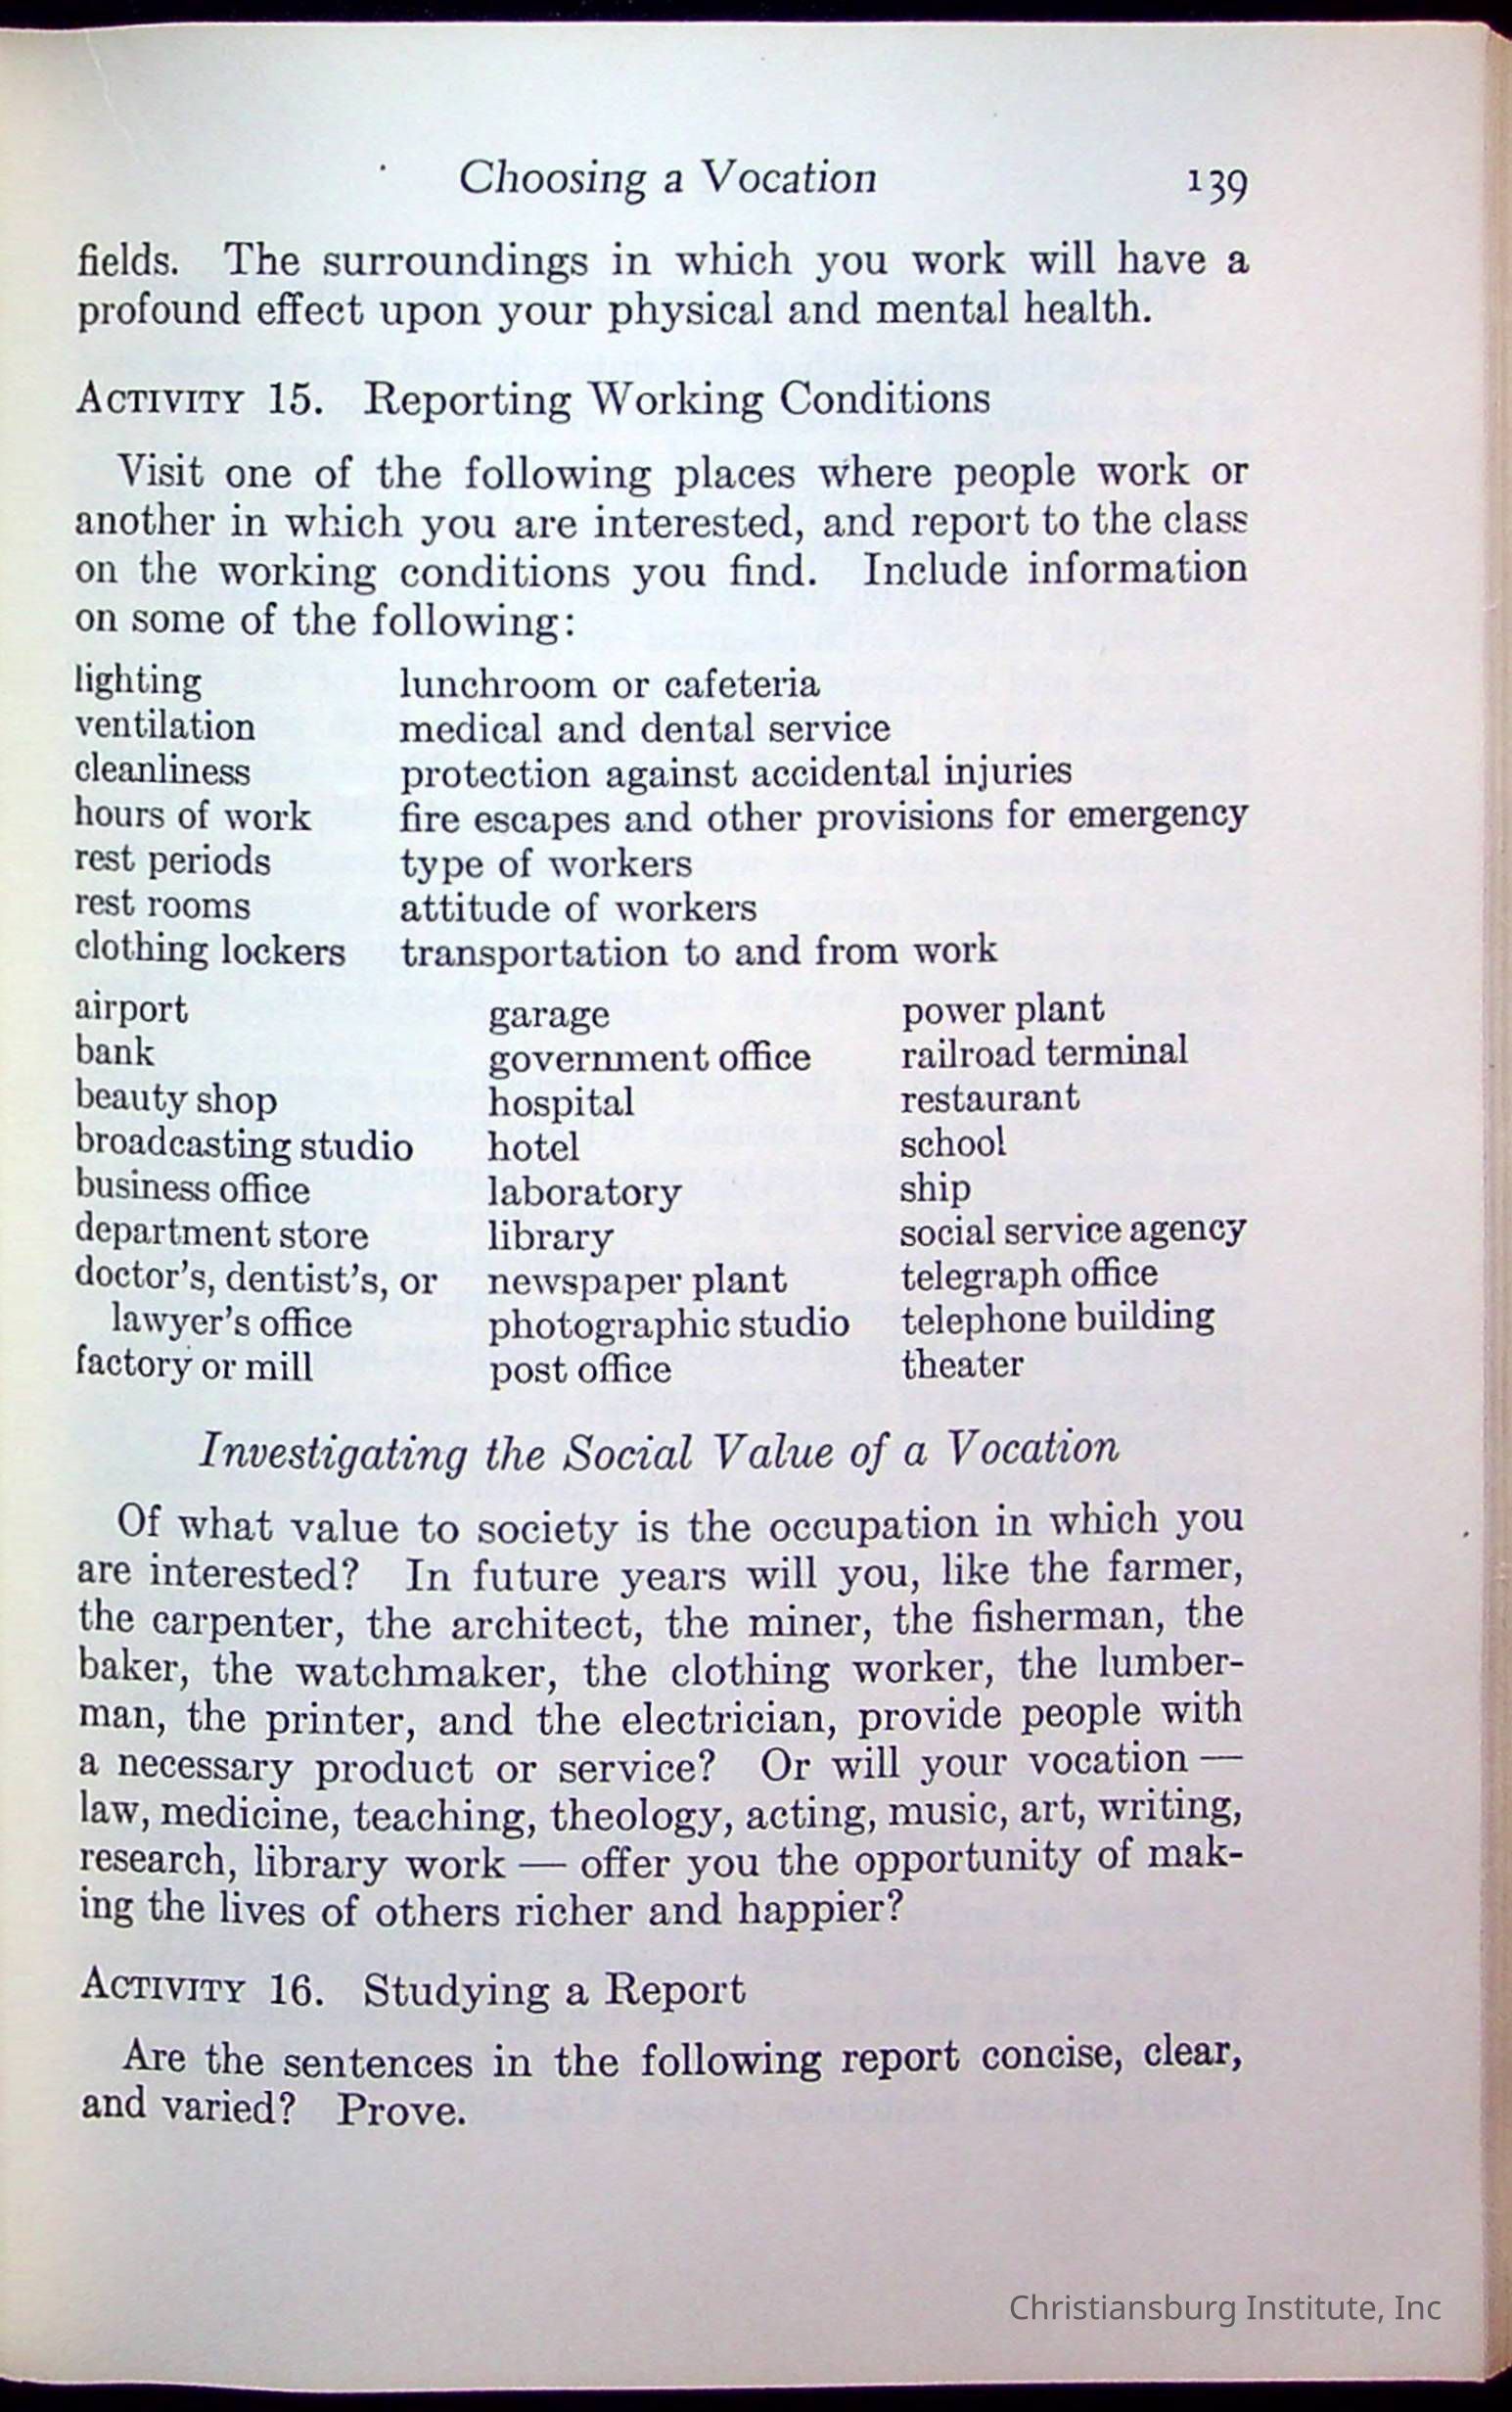 Choosing a Vocation 139
fields. The surroundings in which you work will have a
profound effect upon your physical and mental health.
ACTIVITY 15. Reporting Working Conditions
Visit one of the following places where people work or
another in which you are interested, and report to the class
on the working conditions you find. Include information
on some of the following:
lighting lunchroom or cafeteria
ventilation medical and dental service
cleanliness protection against accidental injuries
hours of work fire escapes and other provisions for emergency
rest periods type of workers
rest rooms attitude of workers
clothing lockers transportation to and from work
airport garage power plant
bank government office railroad terminal
beauty shop hospital restaurant
broadcasting studio hotel school
business office laboratory ship
department store library social service agency
doctor's, dentist's, or newspaper plant telegraph office
lawyer's office photographic studio telephone building
factory or mill post office theater
Investigating the Social Value of a Vocation
Of what value to society is the occupation in which you
are interested? In future years will you, like the farmer,
the carpenter, the architect, the miner, the fisherman, the
baker, the watchmaker, the clothing worker, the lumber-
man, the printer, and the electrician, provide people with
a necessary product or service? Or will your vocation —
law, medicine, teaching, theology, acting, music, art, writing,
research, library work — offer you the opportunity of mak-
ing the lives of others richer and happier?
ACTIVITY 16. Studying a Report
Are the sentences in the following report concise, clear,
and varied? Prove.
Christiansburg Institute, Inc